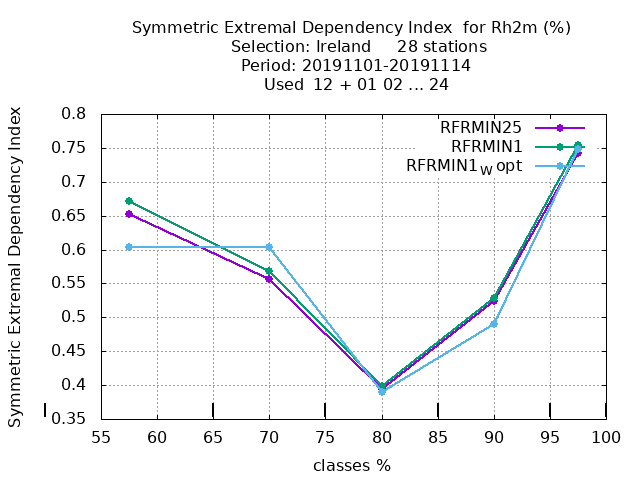 Symmetric Extremal Dependency Index for Rh2m (%)
Selection: Ireland 28 stations
Period: 20191101-20191114
Used 12 + 01 02 ... 24
Symmetric Extremal Dependency Index
0.8
0.75
0.7
0.65
0.6
0.55
0.5
0.45
0.4
0.35
RFRMIN25
RFRMIN1
RFRMIN1W opt
55 60 65 70 75 80 85 90 95 100
classes %